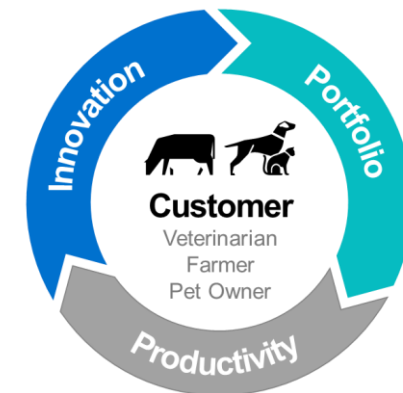 Innovation
Portfolio
Customer
Veterinarian
Farmer
Pet Owner
Productivity